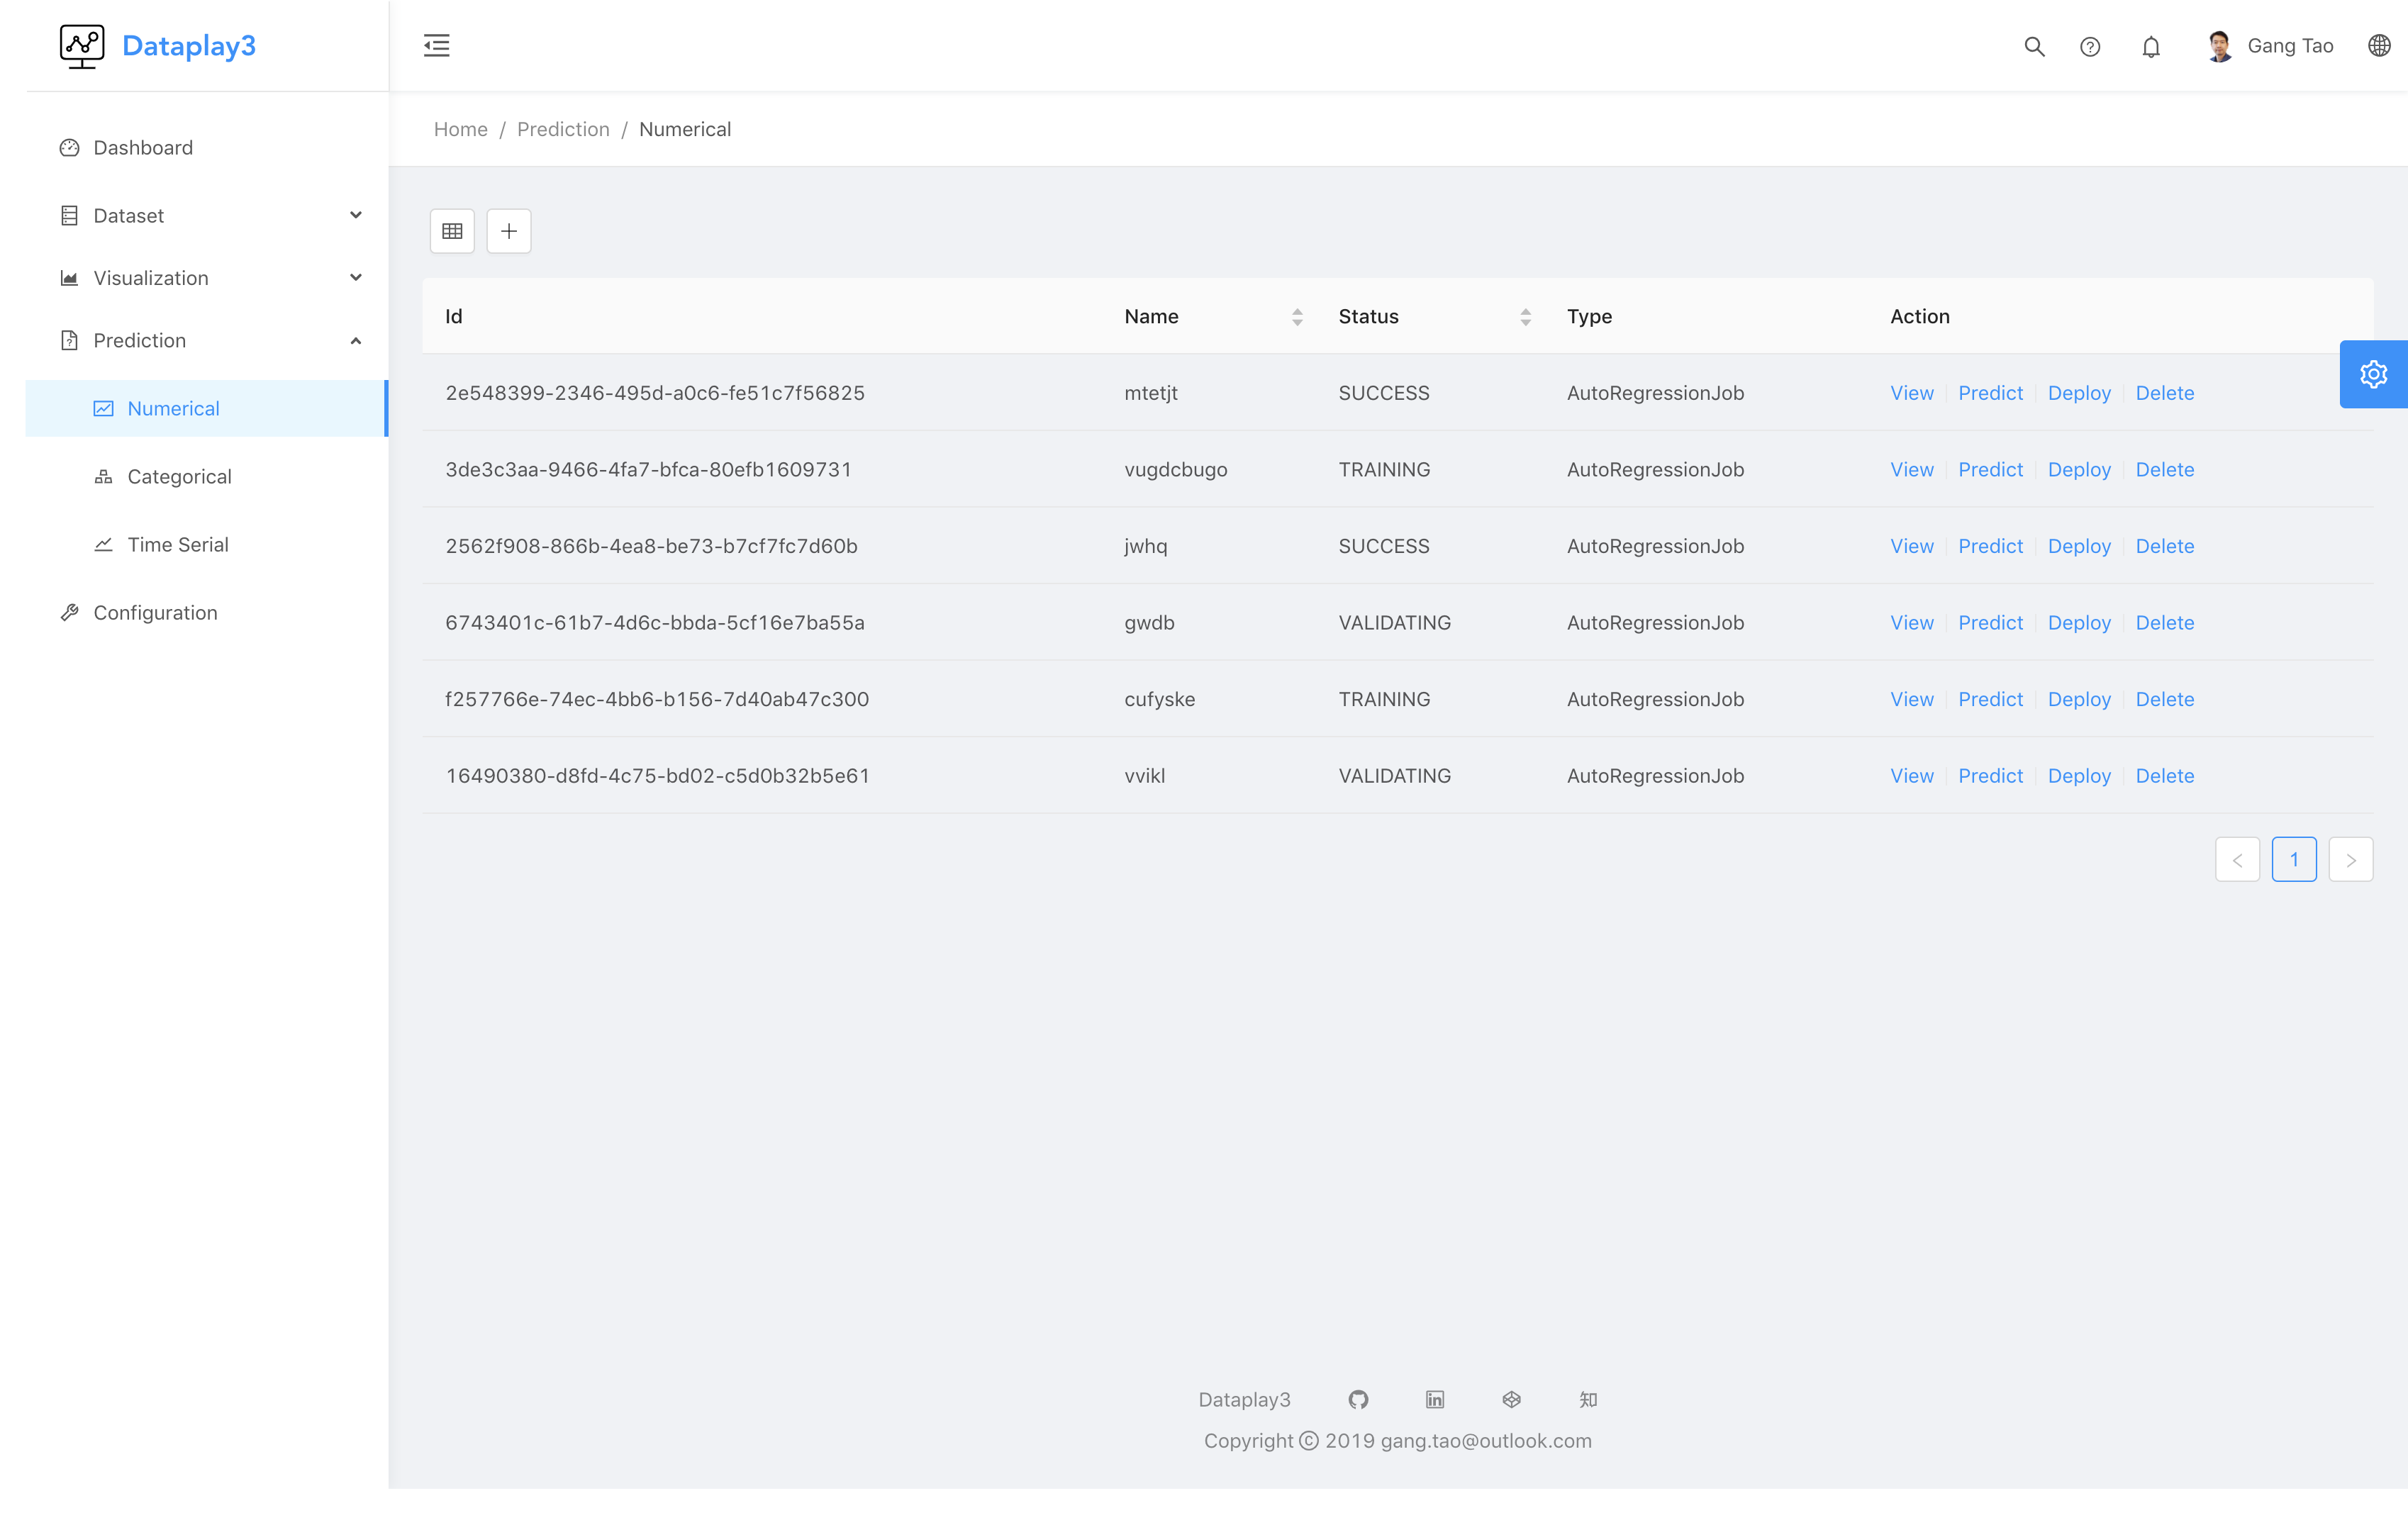 Dataplay3
Gang Tao
Home / Prediction / Numerical
Dashboard
Dataset
Visualization
Prediction
Numerical
Categorical
Time Serial
Configuration
Id Name Status Type Action
2e548399-2346-495d-a0c6-fe51c7f56825 mtetjt SUCCESS AutoRegressionJob View Predict Deploy Delete
3de3c3aa-9466-4fa7-bfca-80efb1609731 vugdcbugo TRAINING AutoRegressionJob View Predict Deploy Delete
2562f908-866b-4ea8-be73-b7cf7fc7d60b jwhq SUCCESS AutoRegressionJob View Predict Deploy Delete
6743401c-61b7-4d6c-bbda-5cf16e7ba55a gwdb VALIDATING AutoRegressionJob View Predict Deploy Delete
f257766e-74ec-4bb6-b156-7d40ab47c300 cufyske TRAINING AutoRegressionJob View Predict Deploy Delete
16490380-d8fd-4c75-bd02-c5d0b32b5e61 vvikl VALIDATING AutoRegressionJob View Predict Deploy Delete
< 1 >
Dataplay3 in 知
Copyright © 2019 gang.tao@outlook.com